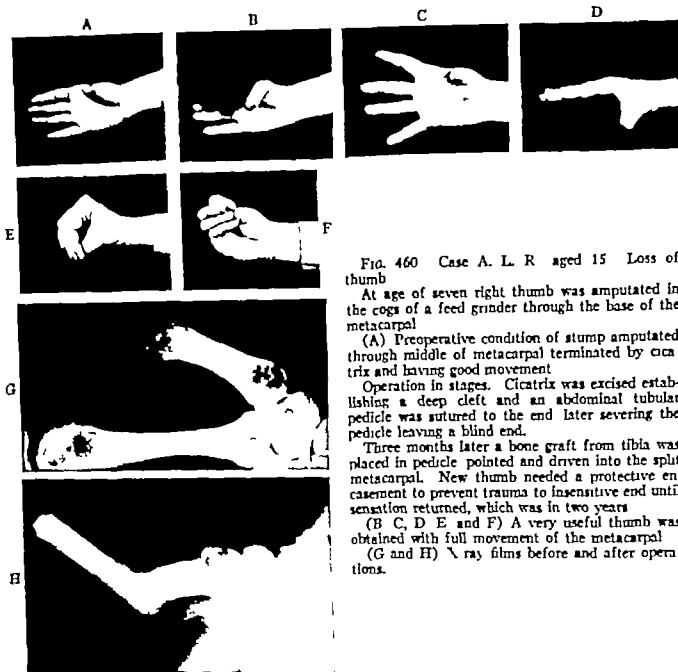 A B C D
E F
G
H
FIG. 460 Case A. L. R aged 15 Loss of
thumb
At age of seven right thumb was amputated in
the cogs of a feed grinder through the base of the
metacarpal
(A) Preoperative condition of stump amputated
through middle of metacarpal terminated by cica
trix and having good movement
Operation in stages. Cicatrix was excised estab-
lishing a deep cleft and an abdominal tubular
pedicle was sutured to the end later severing the
pedicle leaving a blind end.
Three months later a bone graft from tibia was
placed in pedicle pointed and driven into the split
metacarpal. New thumb needed a protective en
casement to prevent trauma to insensitive end until
sensation returned, which was in two years
(B C, D E and F) A very useful thumb was
obtained with full movement of the metacarpal
(G and H) X ray films before and after opera
tions.